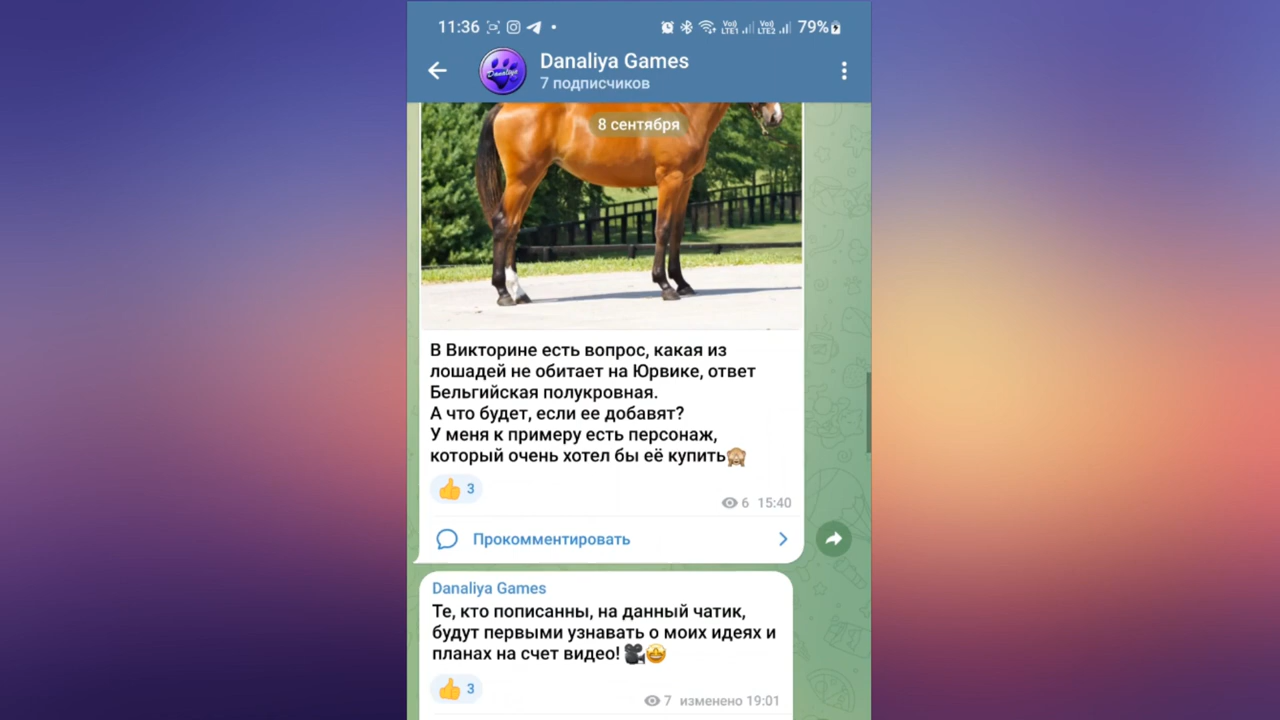 11:36 79%
Danaliya Games
7 подписчиков
8 сентября
В Викторине есть вопрос, какая из
лошадей не обитает на Юрвике, ответ
Бельгийская полукровная.
А что будет, если ее добавят?
У меня к примеру есть персонаж,
который очень хотел бы её купить
3
6 15:40
Прокомментировать
Danaliya Games
Те, кто пописанны, на данный чатик,
будут первыми узнавать о моих идеях и
планах на счет видео!
3
7 изменено 19:01